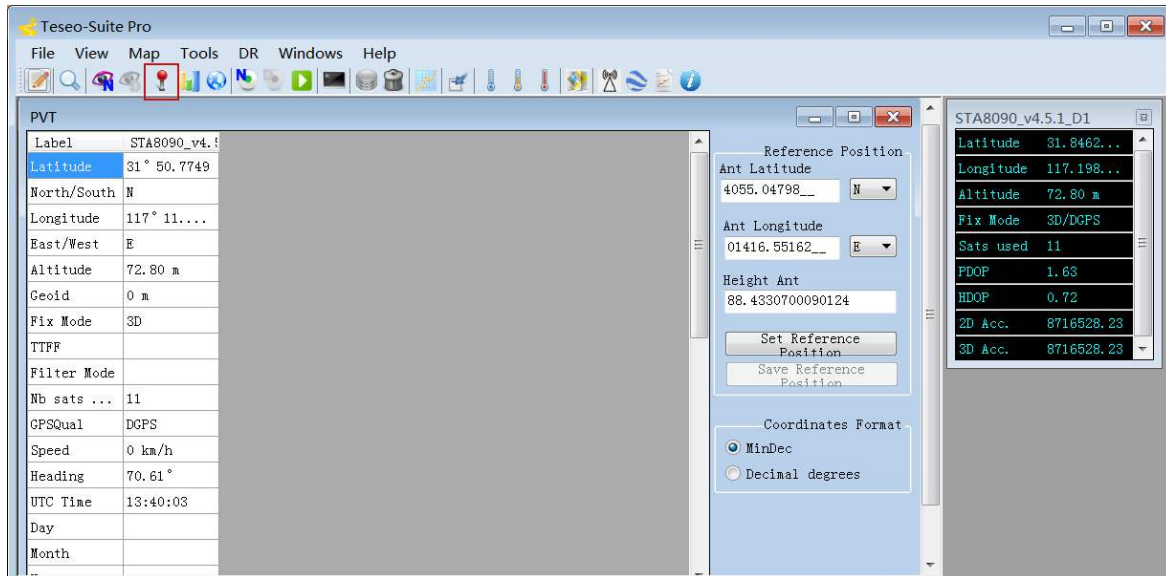 Teseo-Suite Pro
File View Map Tools DR Windows Help
PVT
Label STA8090_v4.
Latitude 31° 50.7749
North/South N
Longitude 117° 11....
East/West E
Altitude 72.80 m
Geoid 0 m
Fix Mode 3D
TTFF
Filter Mode
Nb sats ... 11
GPSQual DGPS
Speed 0 km/h
Heading 70.61°
UTC Time 13:40:03
Day
Month
Reference Position
Ant Latitude
4055.04798__ N
Ant Longitude
01416.55162__ E
Height Ant
88.4330700090124
Set Reference
Position
Save Reference
Position
Coordinates Format
MinDec
Decimal degrees
STA8090_v4.5.1_D1
Latitude 31.8462...
Longitude 117.198...
Altitude 72.80 m
Fix Mode 3D/DGPS
Sats used 11
PDOP 1.63
HDOP 0.72
2D Acc. 8716528.23
3D Acc. 8716528.23